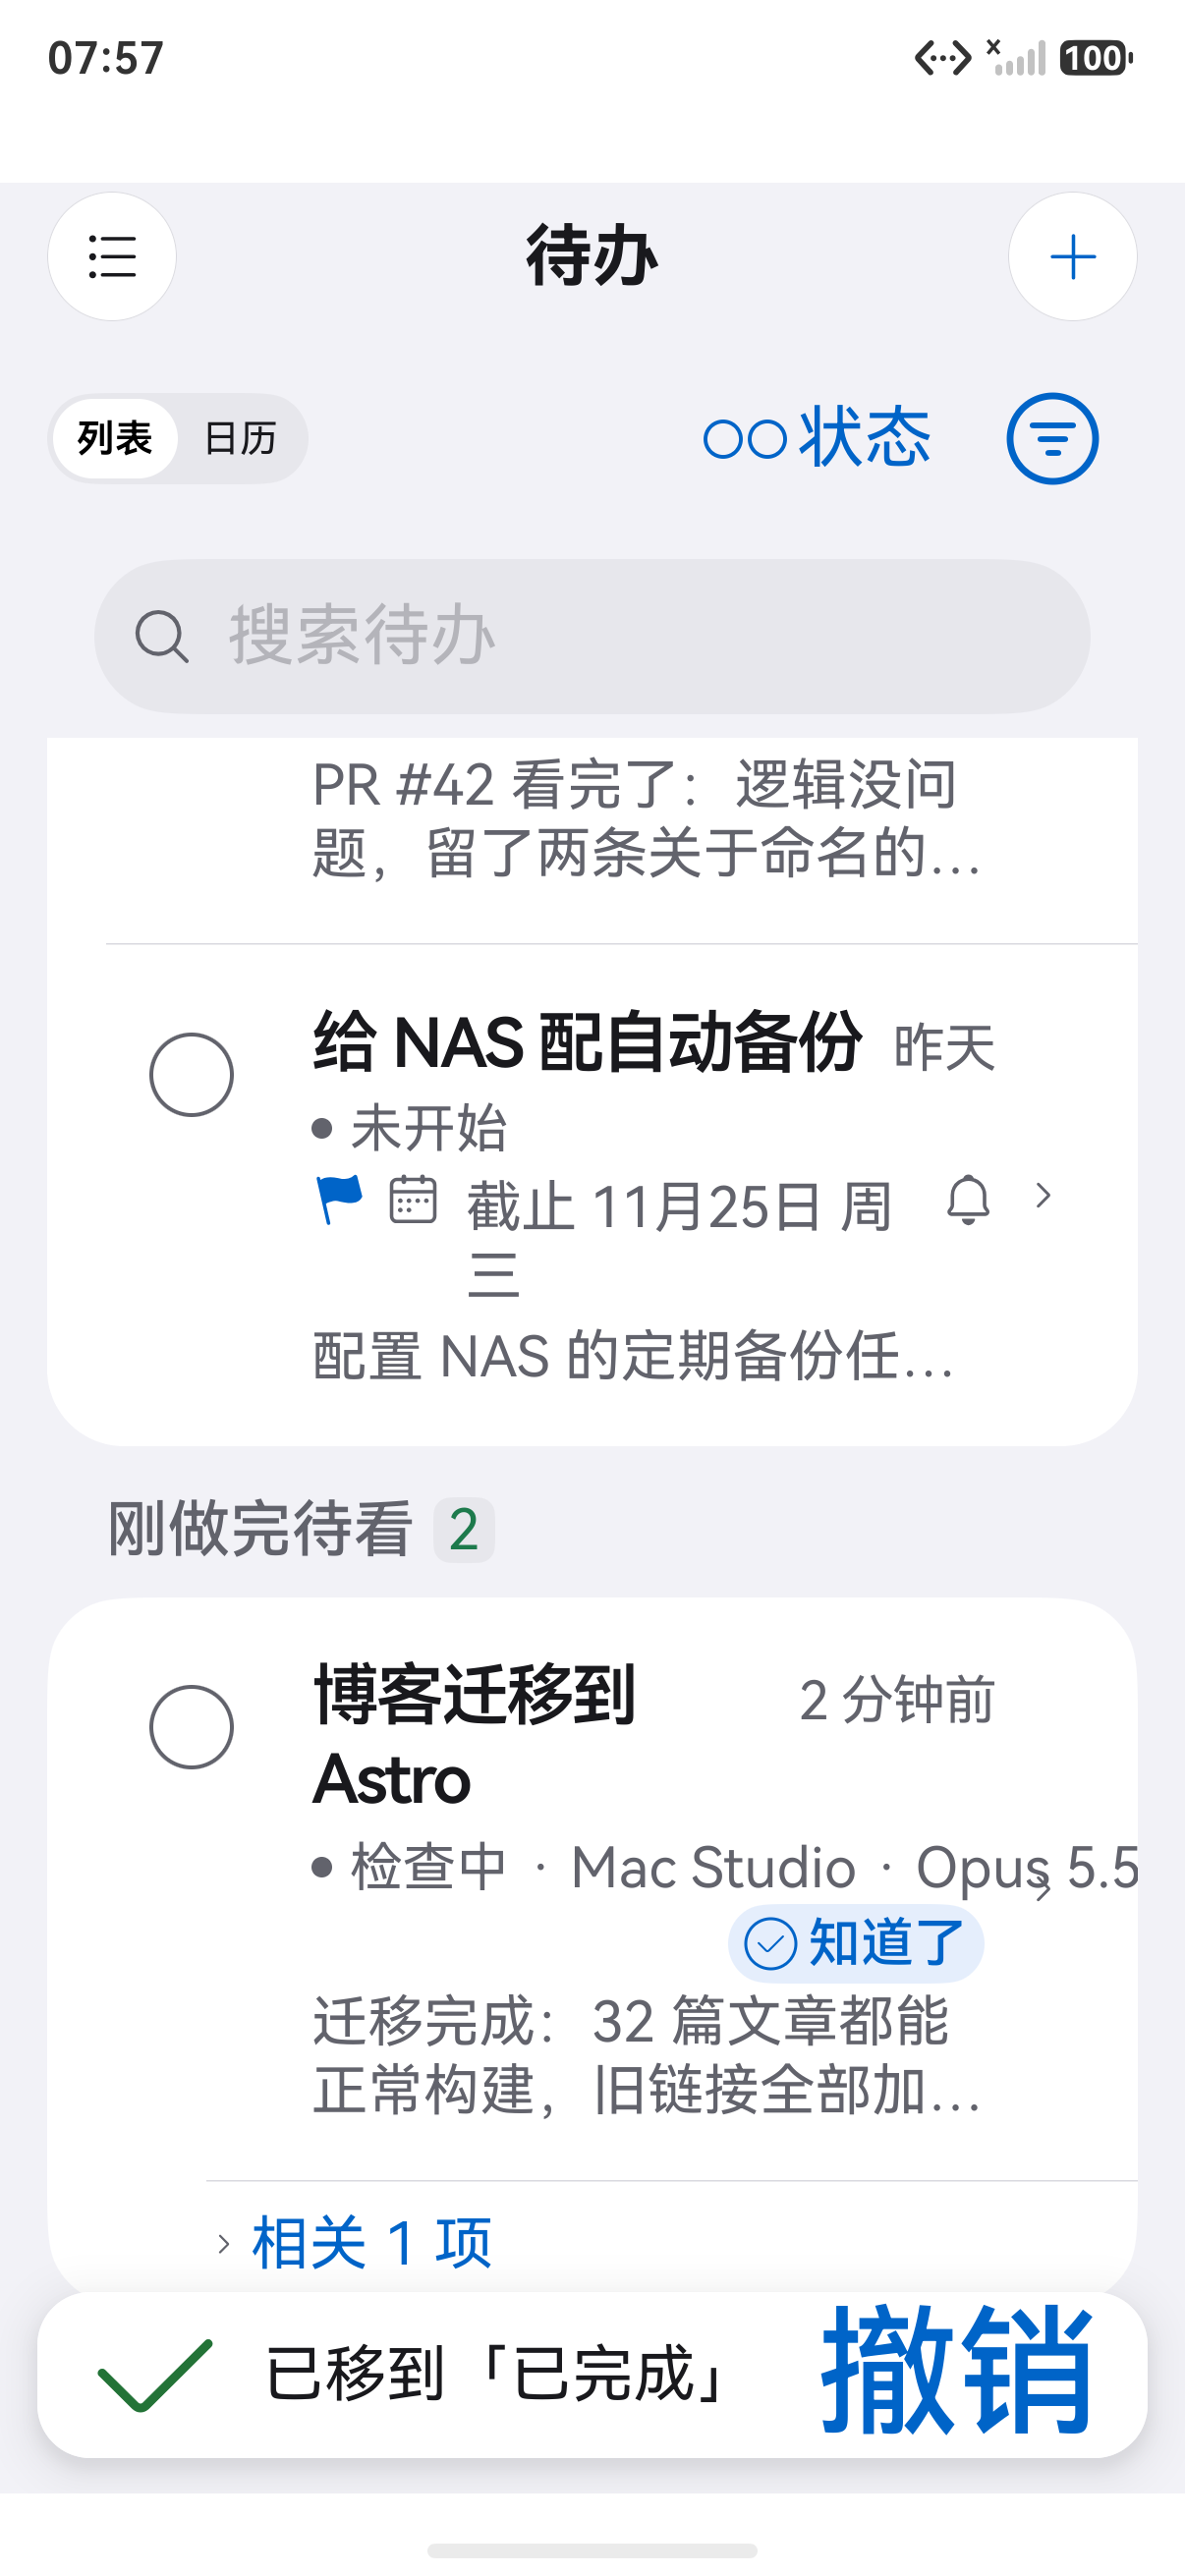 07:57
100
待办
列表 日历 状态
搜索待办
PR #42 看完了：逻辑没问
题，留了两条关于命名的…
给 NAS 配自动备份 昨天
未开始
截止 11月25日 周
三
配置 NAS 的定期备份任…
刚做完待看 2
博客迁移到 2 分钟前
Astro
检查中 · Mac Studio · Opus 5.5
知道了
迁移完成：32 篇文章都能
正常构建，旧链接全部加…
相关 1 项
已移到「已完成」 撤销